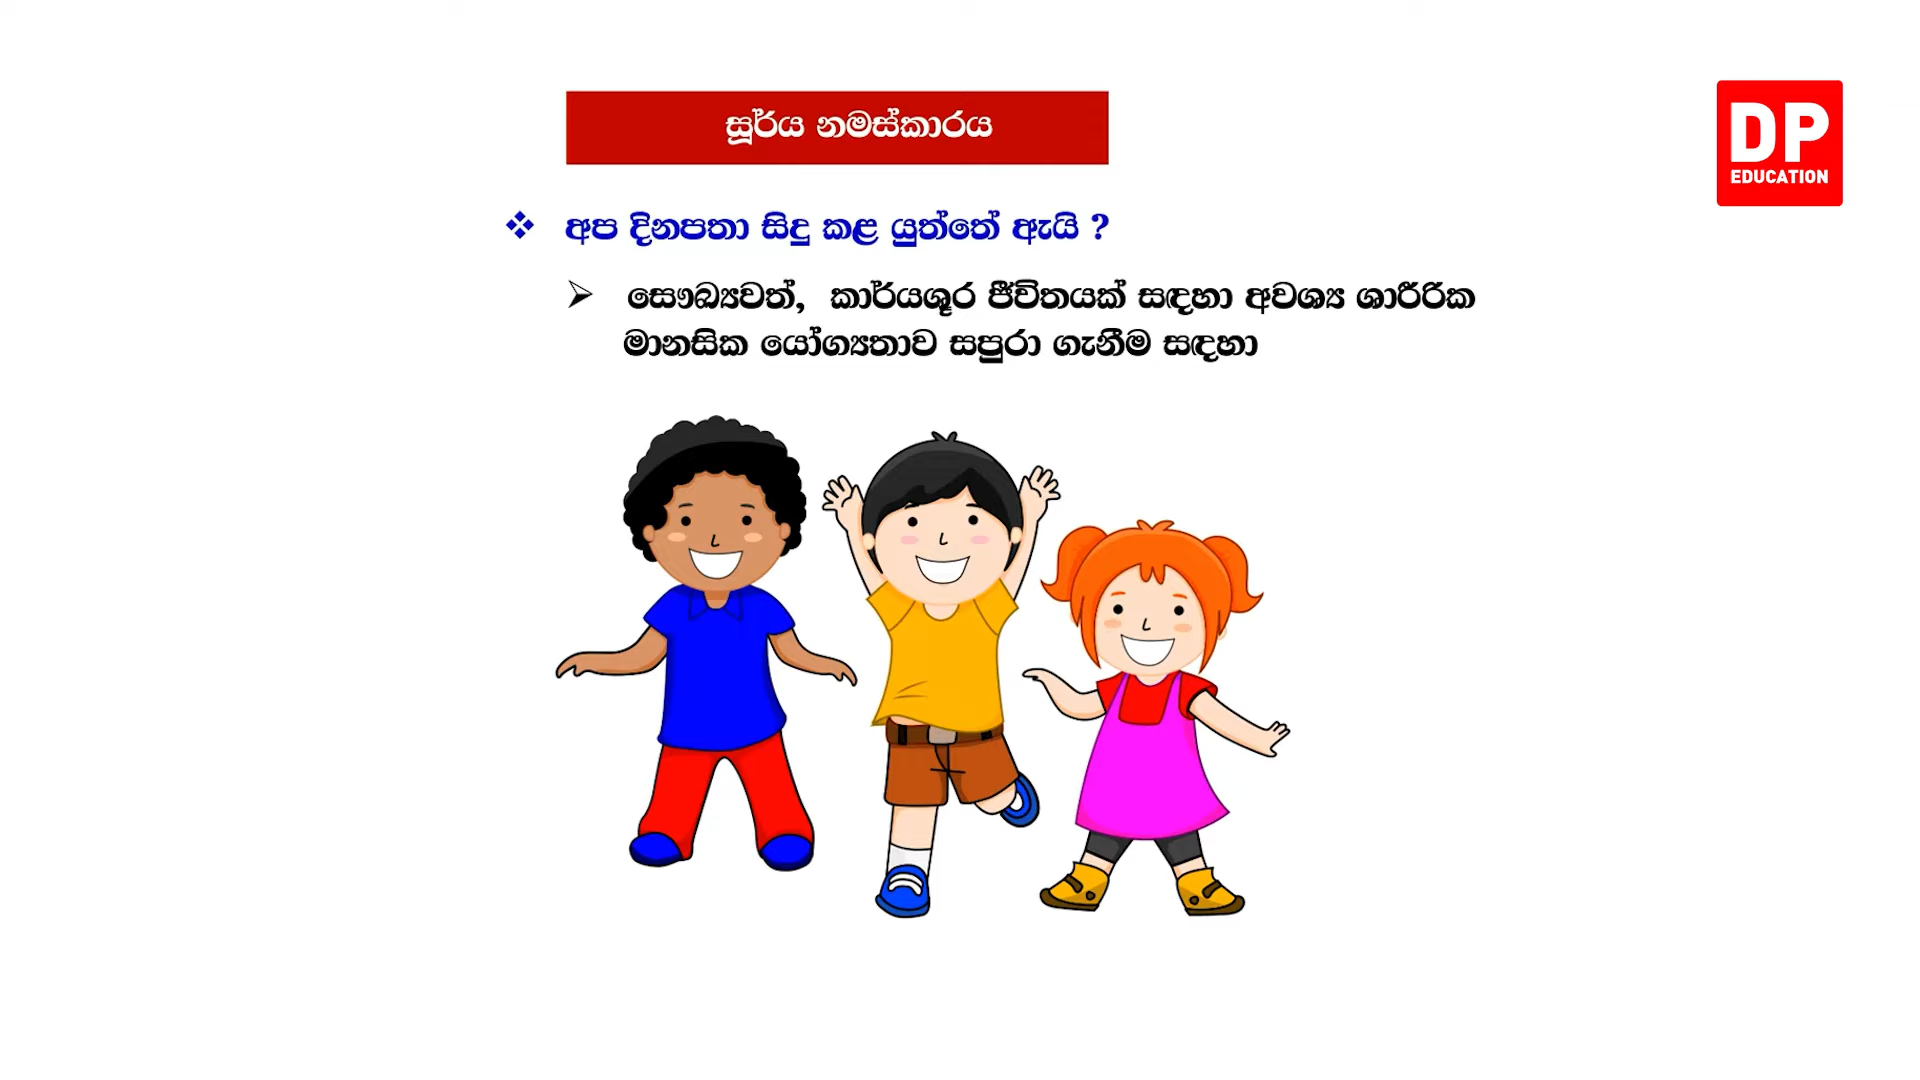 සූර්ය නමස්කාරය
DP
EDUCATION
❖ අප දිනපතා සිදු කළ යුත්තේ ඇයි ?
➢ සෞඛ්‍යවත්, කාර්යශූර ජීවිතයක් සඳහා අවශ්‍ය ශාරීරික
මානසික යෝග්‍යතාව සපුරා ගැනීම සඳහා